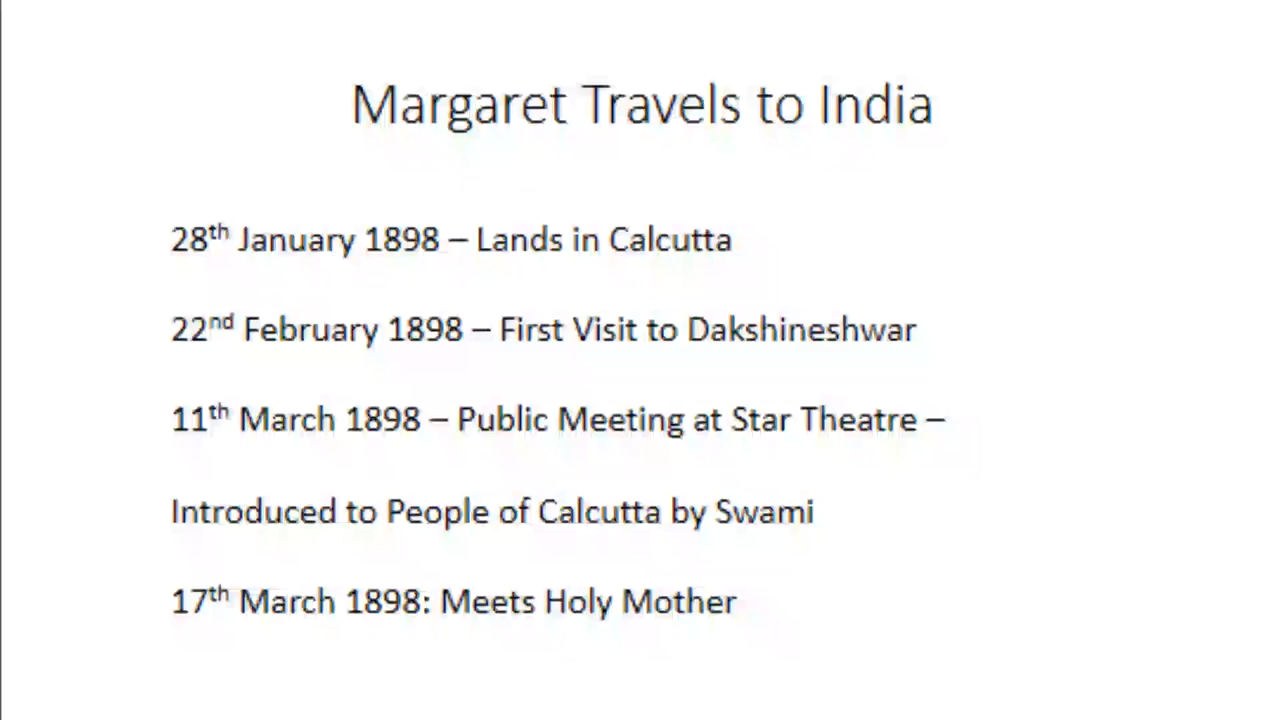 Margaret Travels to India
28th January 1898 – Lands in Calcutta
22nd February 1898 – First Visit to Dakshineshwar
11th March 1898 – Public Meeting at Star Theatre –
Introduced to People of Calcutta by Swami
17th March 1898: Meets Holy Mother